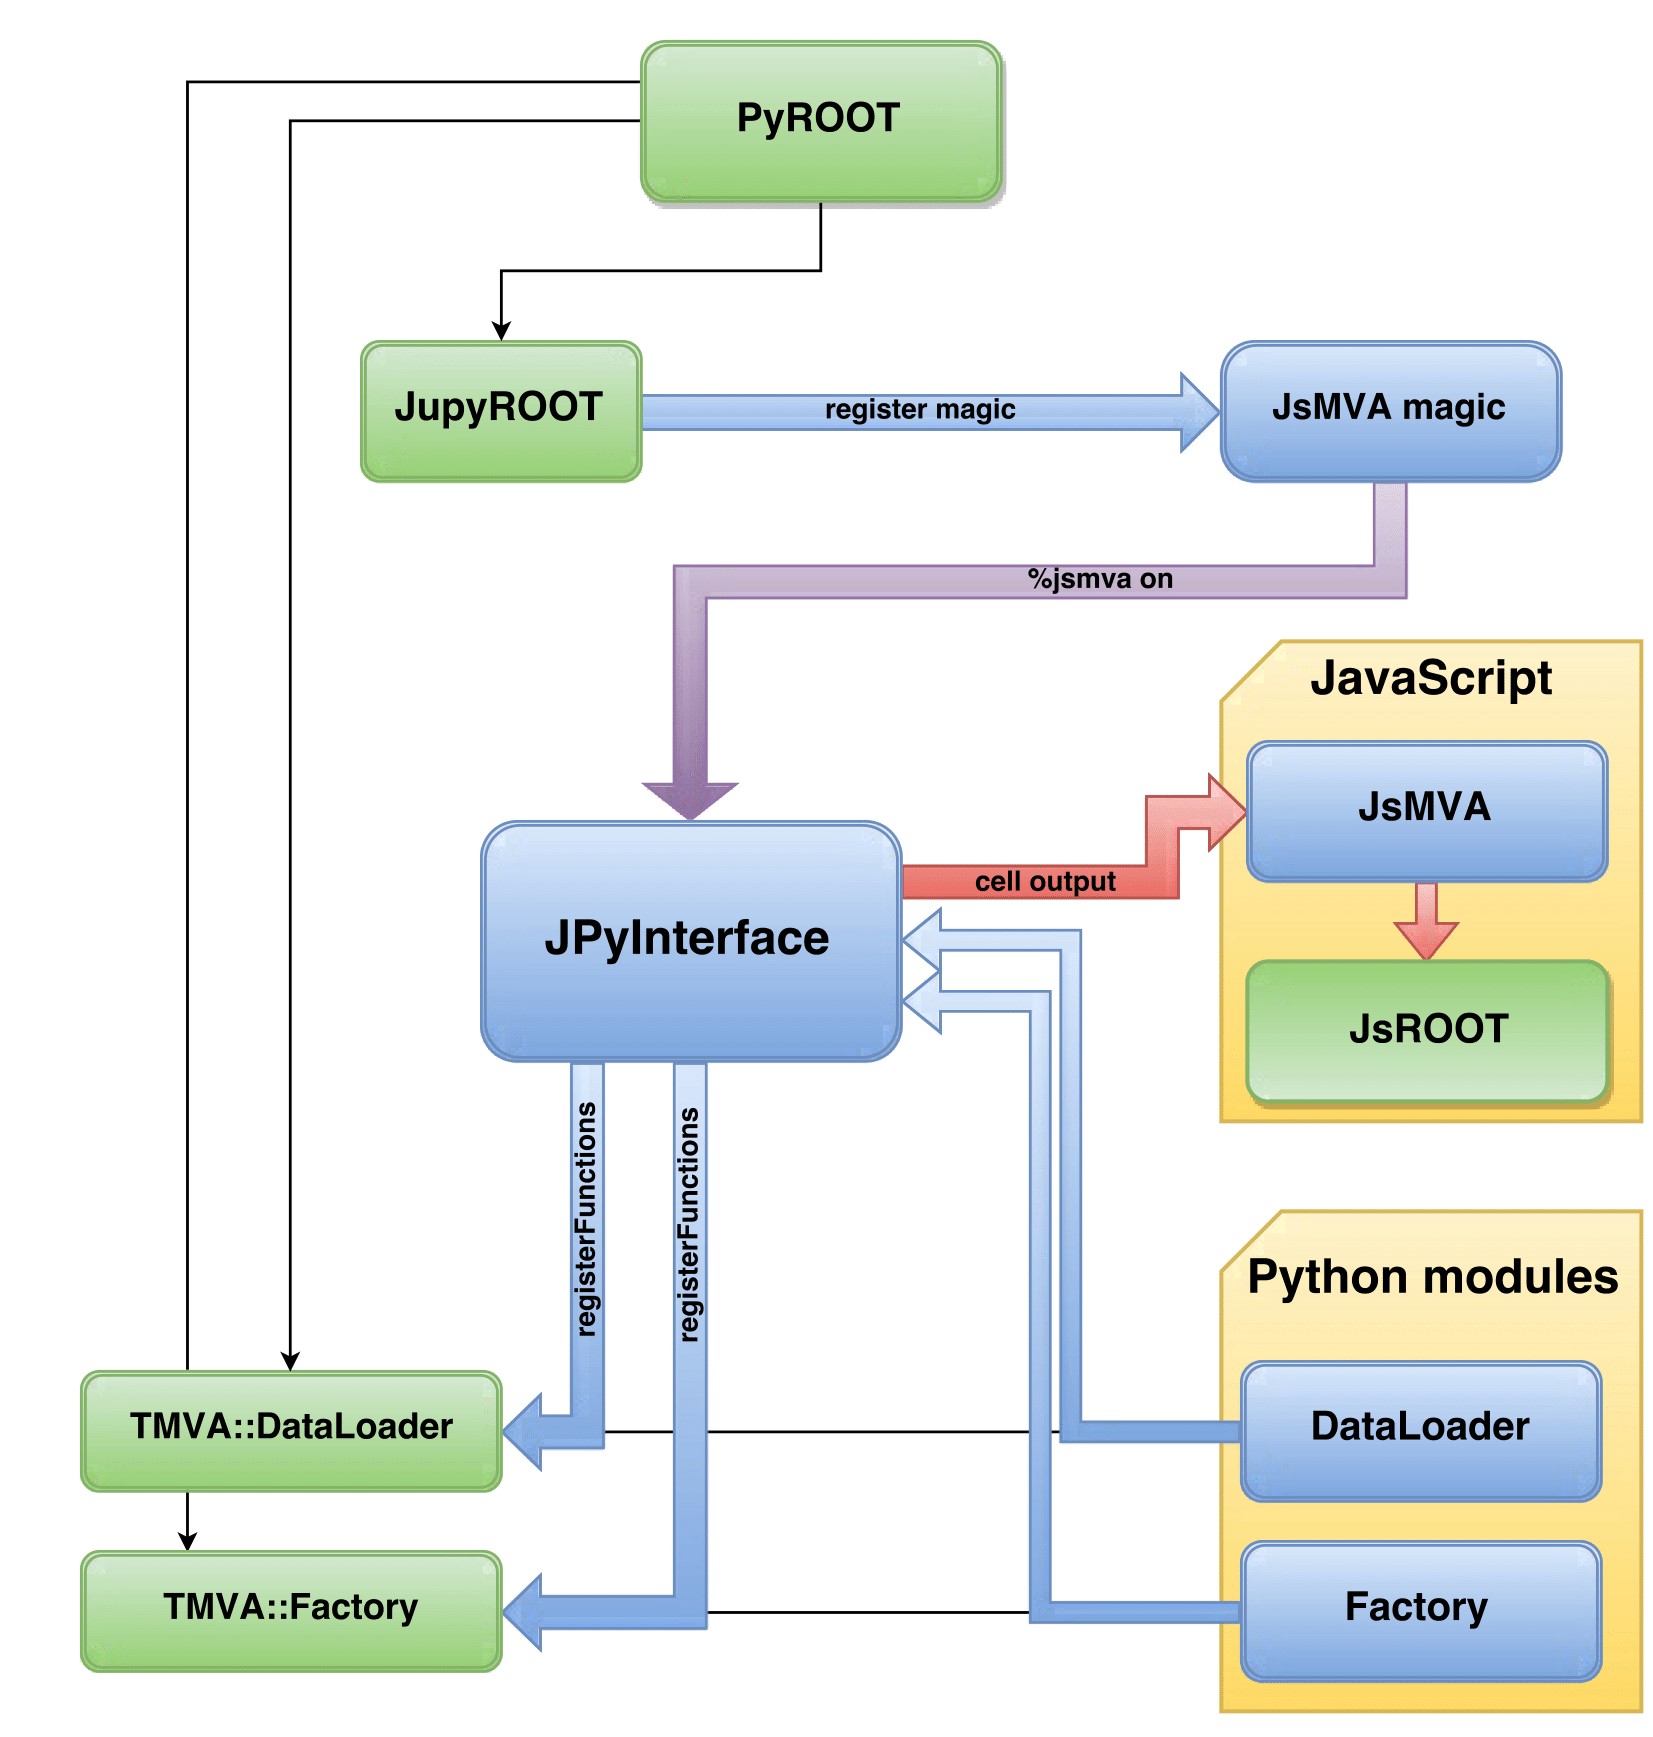 PyROOT
JupyROOT
register magic
JsMVA magic
%jsmva on
JavaScript
JsMVA
cell output
JPyInterface
JsROOT
registerFunctions
registerFunctions
Python modules
TMVA::DataLoader
DataLoader
TMVA::Factory
Factory